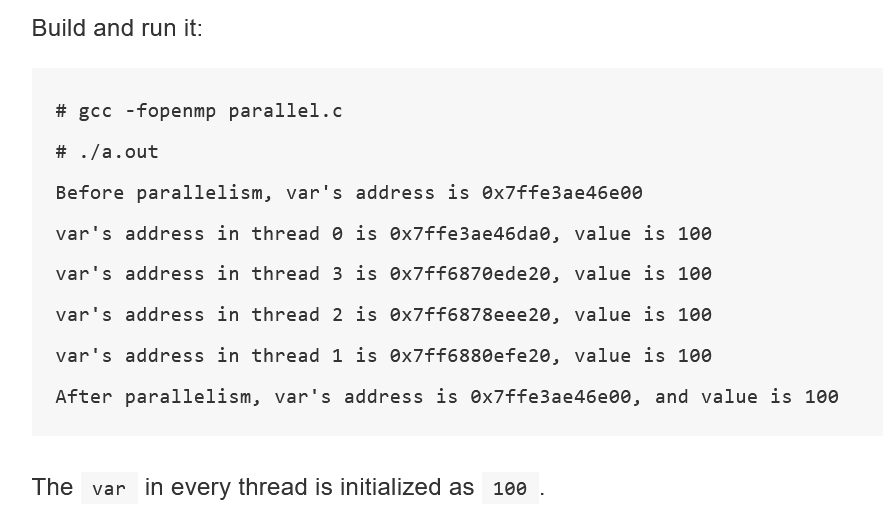 Build and run it:
# gcc -fopenmp parallel.c
# ./a.out
Before parallelism, var's address is 0x7ffe3ae46e00
var's address in thread 0 is 0x7ffe3ae46da0, value is 100
var's address in thread 3 is 0x7ff6870ede20, value is 100
var's address in thread 2 is 0x7ff6878eee20, value is 100
var's address in thread 1 is 0x7ff6880efe20, value is 100
After parallelism, var's address is 0x7ffe3ae46e00, and value is 100
The var in every thread is initialized as 100 .